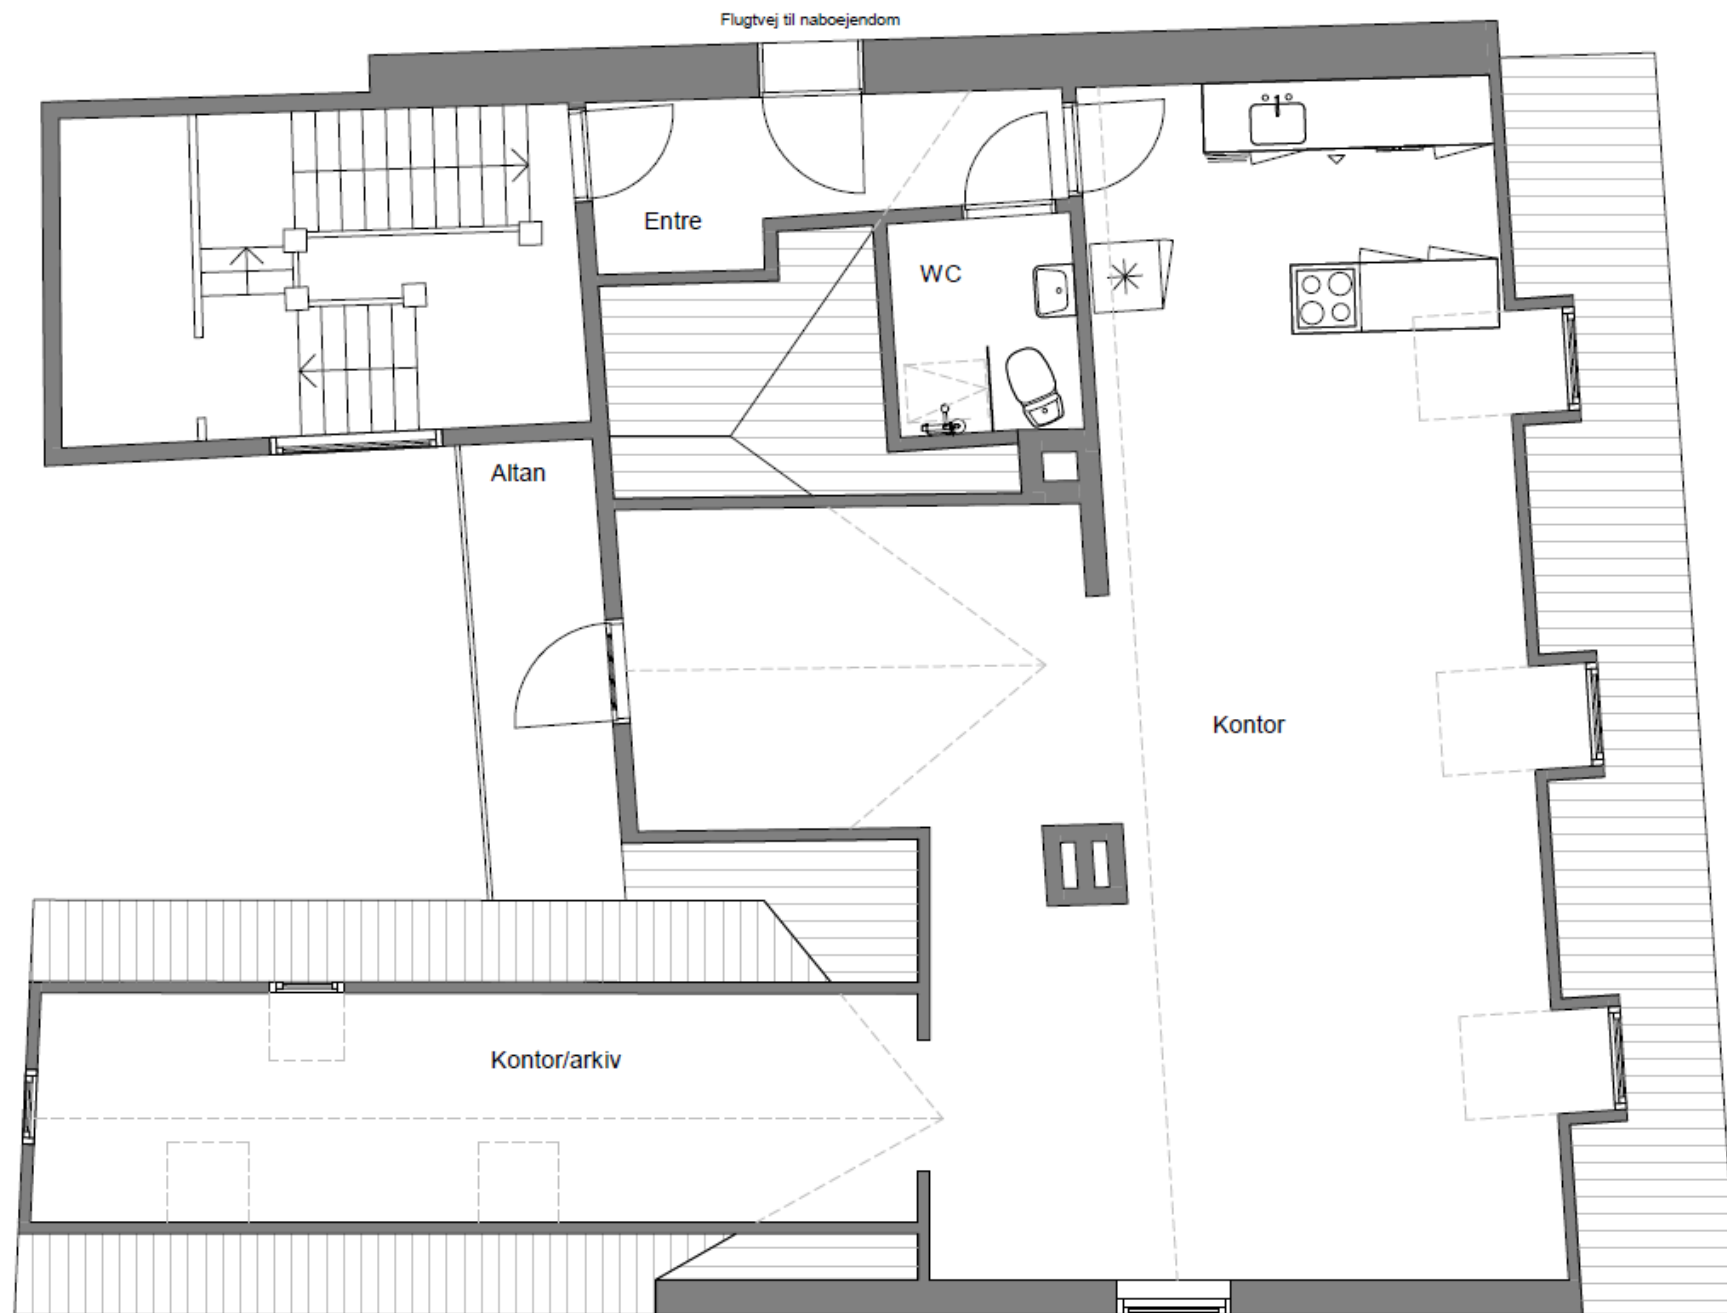 Flugtvej til naboejendom
Entre
WC
Altan
Kontor
Kontor/arkiv